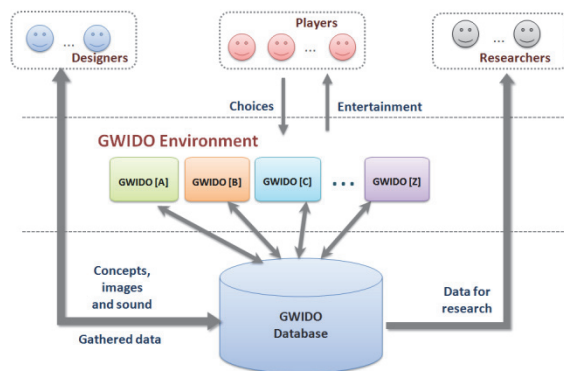 Players
...
Designers
...
...
Researchers
Choices
Entertainment
GWIDO Environment
GWIDO [A]
GWIDO [B]
GWIDO [C]
...
GWIDO [Z]
Concepts,
images
and sound
Gathered data
GWIDO
Database
Data for
research